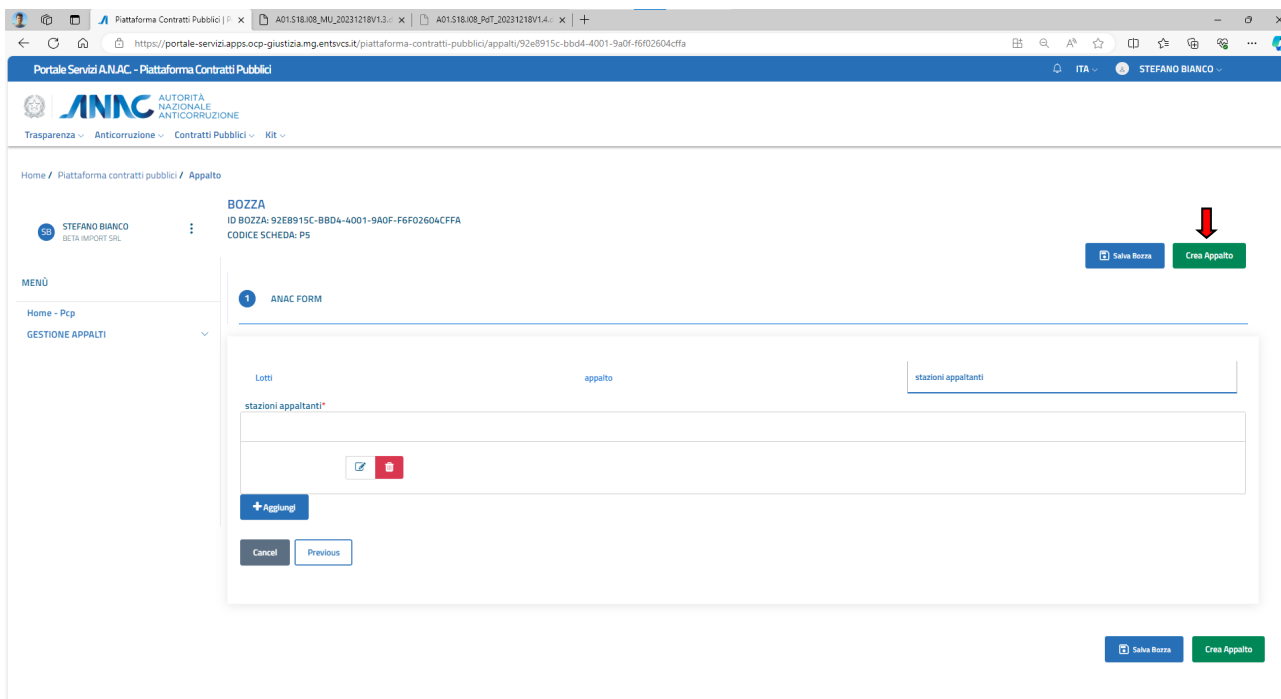 Piattaforma Contratti Pubblici | P
A01.S18.I08_MU_20231218V1.3.d
A01.S18.I08_PdT_20231218V1.4.d
https://portale-servizi.apps.ocp-giustizia.mg.entsvcs.it/piattaforma-contratti-pubblici/appalti/92e8915c-bbd4-4001-9a0f-f6f02604cffa
Portale Servizi A.N.AC. - Piattaforma Contratti Pubblici
ITA
STEFANO BIANCO
ANAC
AUTORITÀ
NAZIONALE
ANTICORRUZIONE
Trasparenza Anticorruzione Contratti Pubblici Kit
Home / Piattaforma contratti pubblici / Appalto
SB
STEFANO BIANCO
BETA IMPORT SRL
BOZZA
ID BOZZA: 92E8915C-BBD4-4001-9A0F-F6F02604CFFA
CODICE SCHEDA: P5
Salva Bozza
Crea Appalto
MENÙ
Home - Pcp
GESTIONE APPALTI
1 ANAC FORM
Lotti
appalto
stazioni appaltanti
stazioni appaltanti*
+ Aggiungi
Cancel
Previous
Salva Bozza
Crea Appalto